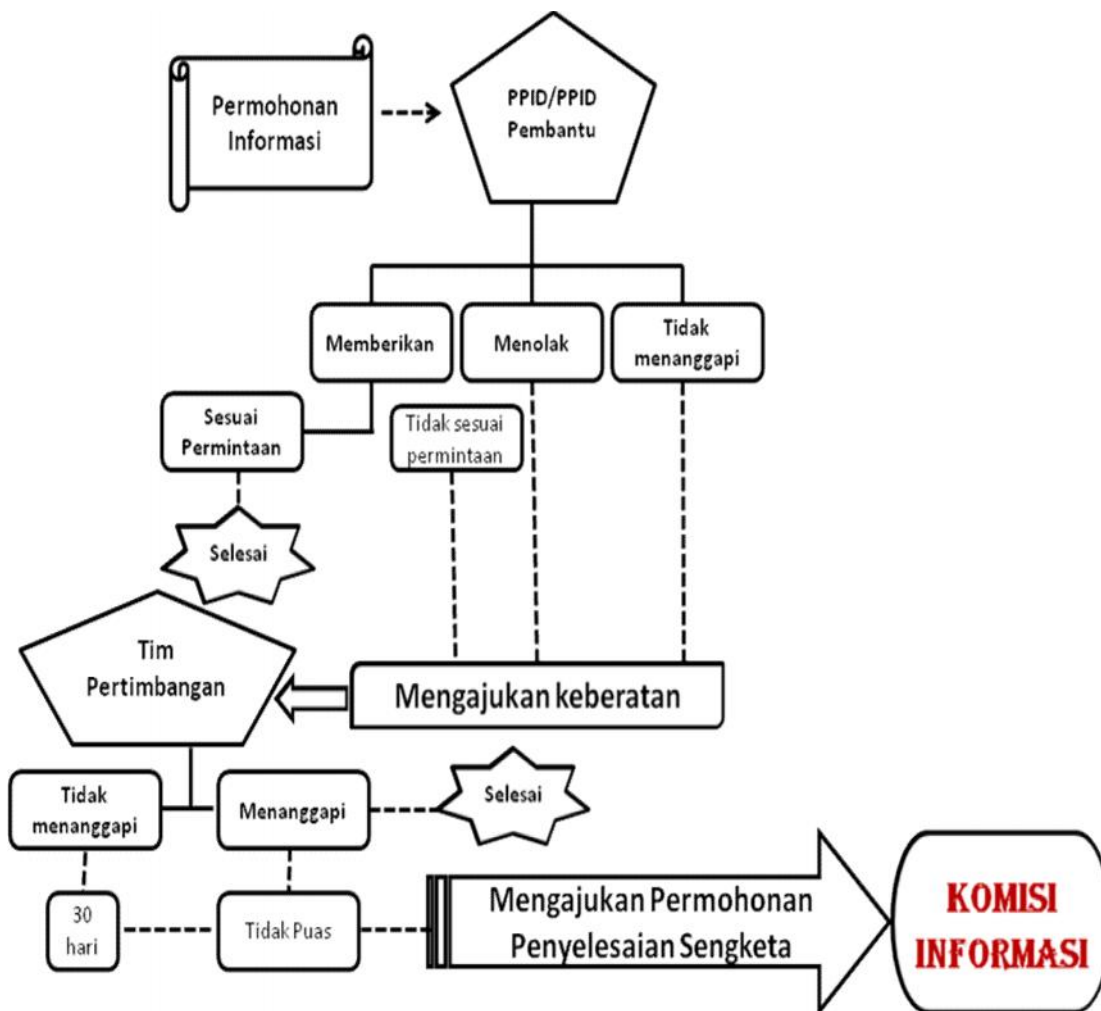 Permohonan
Informasi
PPID/PPID
Pembantu
Memberikan
Menolak
Tidak
menanggapi
Sesuai
Permintaan
Tidak sesuai
permintaan
Selesai
Tim
Pertimbangan
Mengajukan keberatan
Tidak
menanggapi
Menanggapi
Selesai
30
hari
Tidak Puas
Mengajukan Permohonan
Penyelesaian Sengketa
KOMISI
INFORMASI